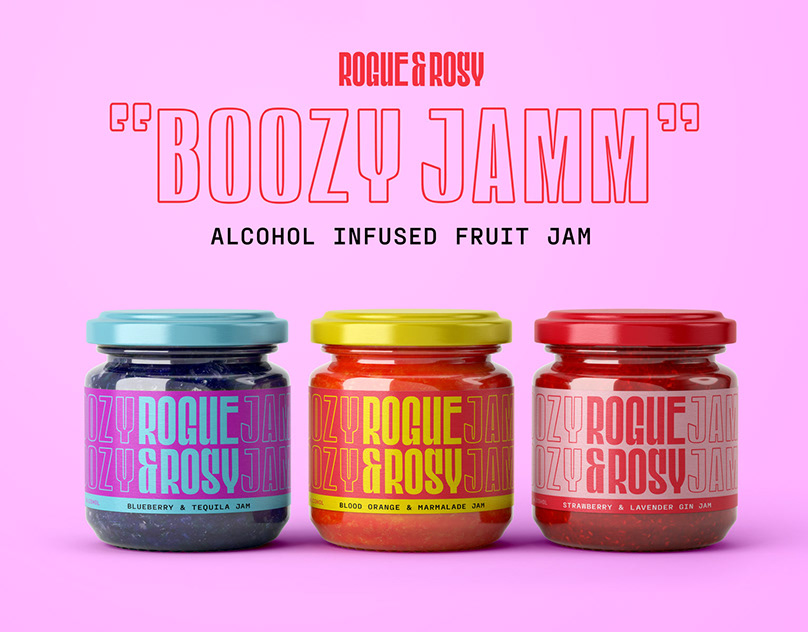 ROGUE & ROSY
“BOOZY JAMM”
ALCOHOL INFUSED FRUIT JAM
OZY ROGUE JAM
OZY & ROSY JAM
BLUEBERRY & TEQUILA JAM
OZY ROGUE JAM
OZY & ROSY JAM
BLOOD ORANGE & MARMALADE JAM
OZY ROGUE JAM
OZY & ROSY JAM
STRAWBERRY & LAVENDER GIN JAM